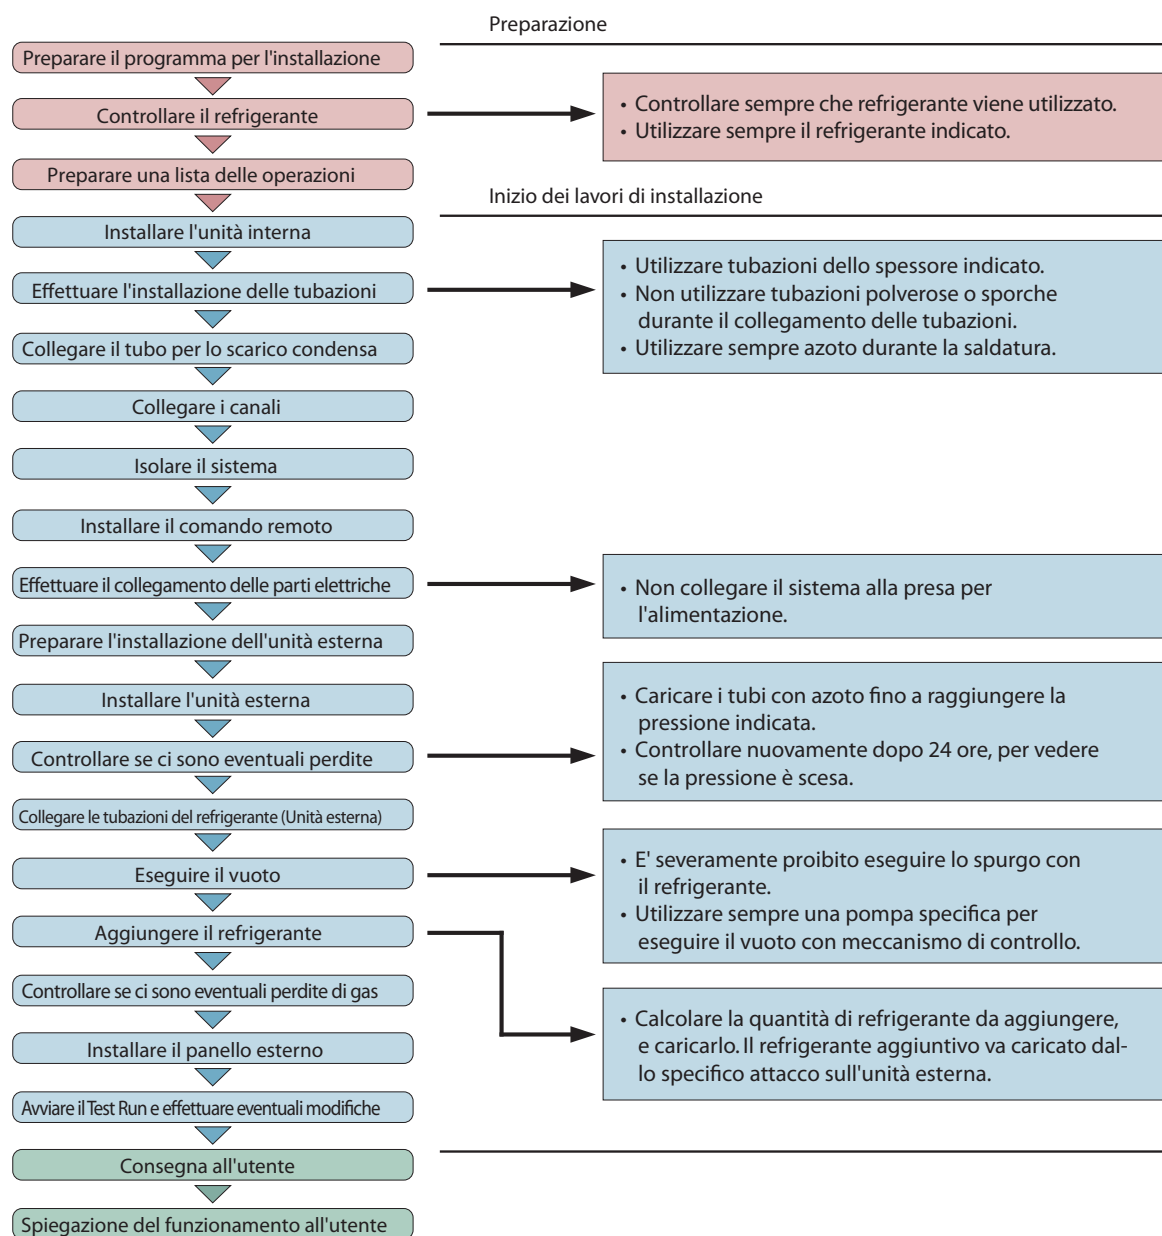 Preparazione
Preparare il programma per l'installazione
Controllare il refrigerante
• Controllare sempre che refrigerante viene utilizzato.
• Utilizzare sempre il refrigerante indicato.
Preparare una lista delle operazioni
Inizio dei lavori di installazione
Installare l'unità interna
Effettuare l'installazione delle tubazioni
• Utilizzare tubazioni dello spessore indicato.
• Non utilizzare tubazioni polverose o sporche
durante il collegamento delle tubazioni.
• Utilizzare sempre azoto durante la saldatura.
Collegare il tubo per lo scarico condensa
Collegare i canali
Isolare il sistema
Installare il comando remoto
Effettuare il collegamento delle parti elettriche
• Non collegare il sistema alla presa per
l'alimentazione.
Preparare l'installazione dell'unità esterna
Installare l'unità esterna
Controllare se ci sono eventuali perdite
• Caricare i tubi con azoto fino a raggiungere la
pressione indicata.
• Controllare nuovamente dopo 24 ore, per vedere
se la pressione è scesa.
Collegare le tubazioni del refrigerante (Unità esterna)
Eseguire il vuoto
• E' severamente proibito eseguire lo spurgo con
il refrigerante.
• Utilizzare sempre una pompa specifica per
eseguire il vuoto con meccanismo di controllo.
Aggiungere il refrigerante
• Calcolare la quantità di refrigerante da aggiungere,
e caricarlo. Il refrigerante aggiuntivo va caricato dal-
lo specifico attacco sull'unità esterna.
Controllare se ci sono eventuali perdite di gas
Installare il panello esterno
Avviare il Test Run e effettuare eventuali modifiche
Consegna all'utente
Spiegazione del funzionamento all'utente